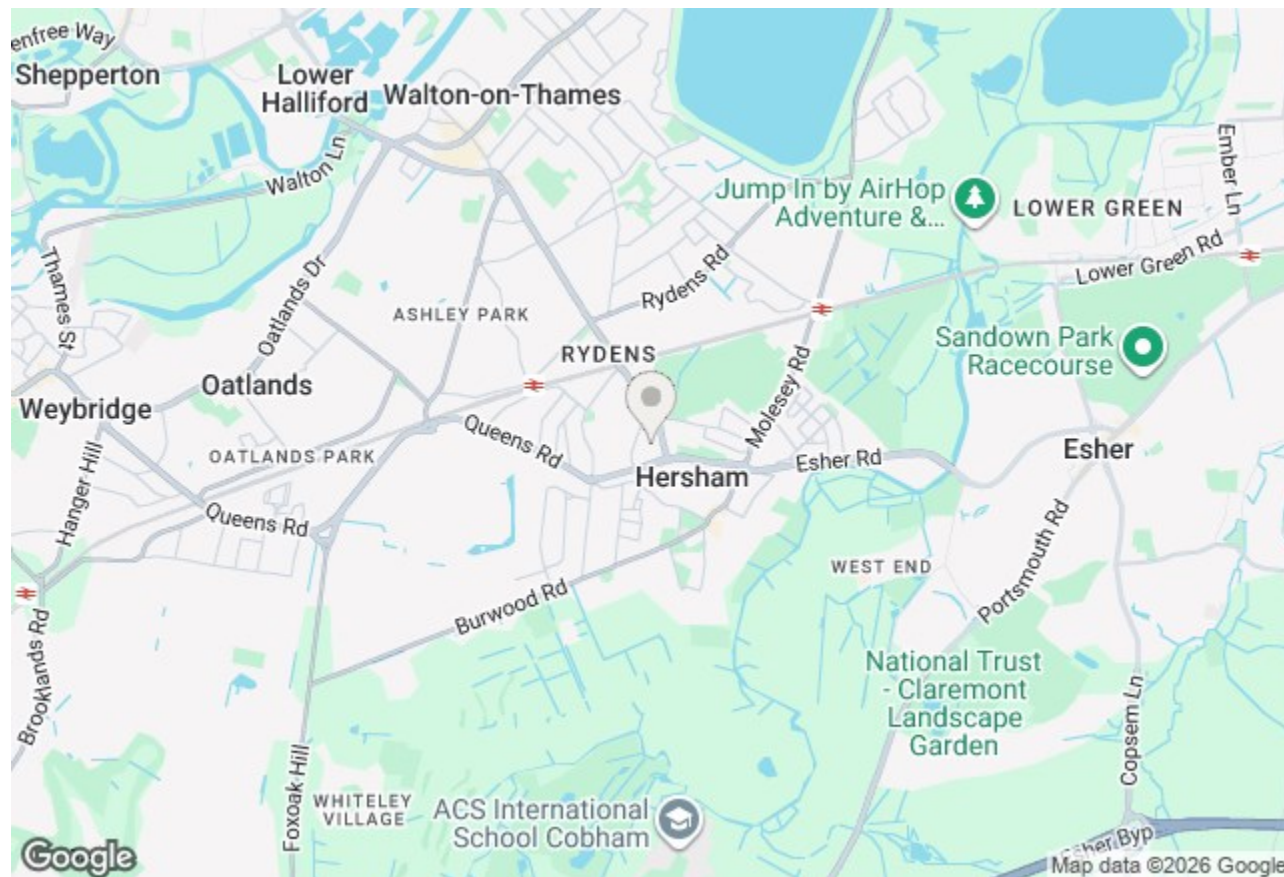 enfree Way
Shepperton
Lower
Halliford
Walton-on-Thames
Walton Ln
Ember Ln
Jump In by AirHop
Adventure &...
LOWER GREEN
Thames St
Oatlands Dr
Rydens Rd
Lower Green Rd
ASHLEY PARK
RYDENS
Sandown Park
Racecourse
Oatlands
Weybridge
Molesey Rd
Queens Rd
OATLANDS PARK
Hersham
Esher Rd
Esher
Hanger Hill
Queens Rd
Portsmouth Rd
WEST END
Burwood Rd
Brooklands Rd
National Trust
- Claremont
Landscape
Garden
Copsem Ln
Foxoak Hill
WHITELEY
VILLAGE
ACS International
School Cobham
Esher Byp
Google
Map data ©2026 Google